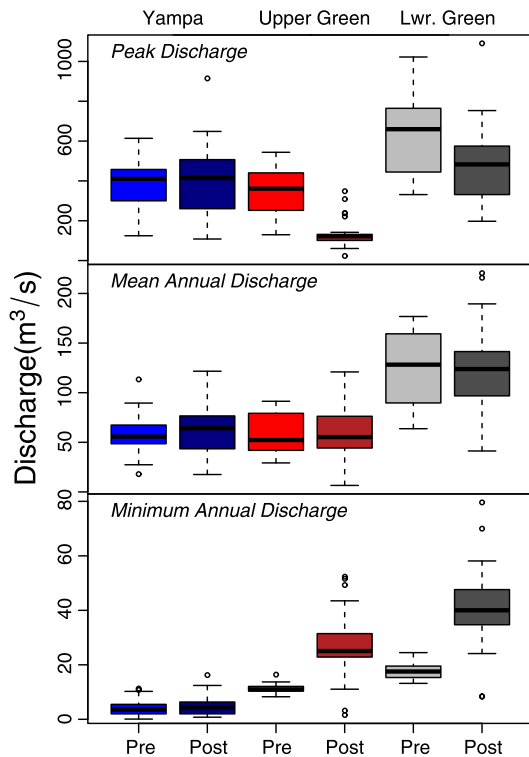 Yampa Upper Green Lwr. Green
Peak Discharge
1000
600
200
Mean Annual Discharge
200
150
100
50
Minimum Annual Discharge
80
60
40
20
0
Discharge(m³/s)
Pre Post Pre Post Pre Post